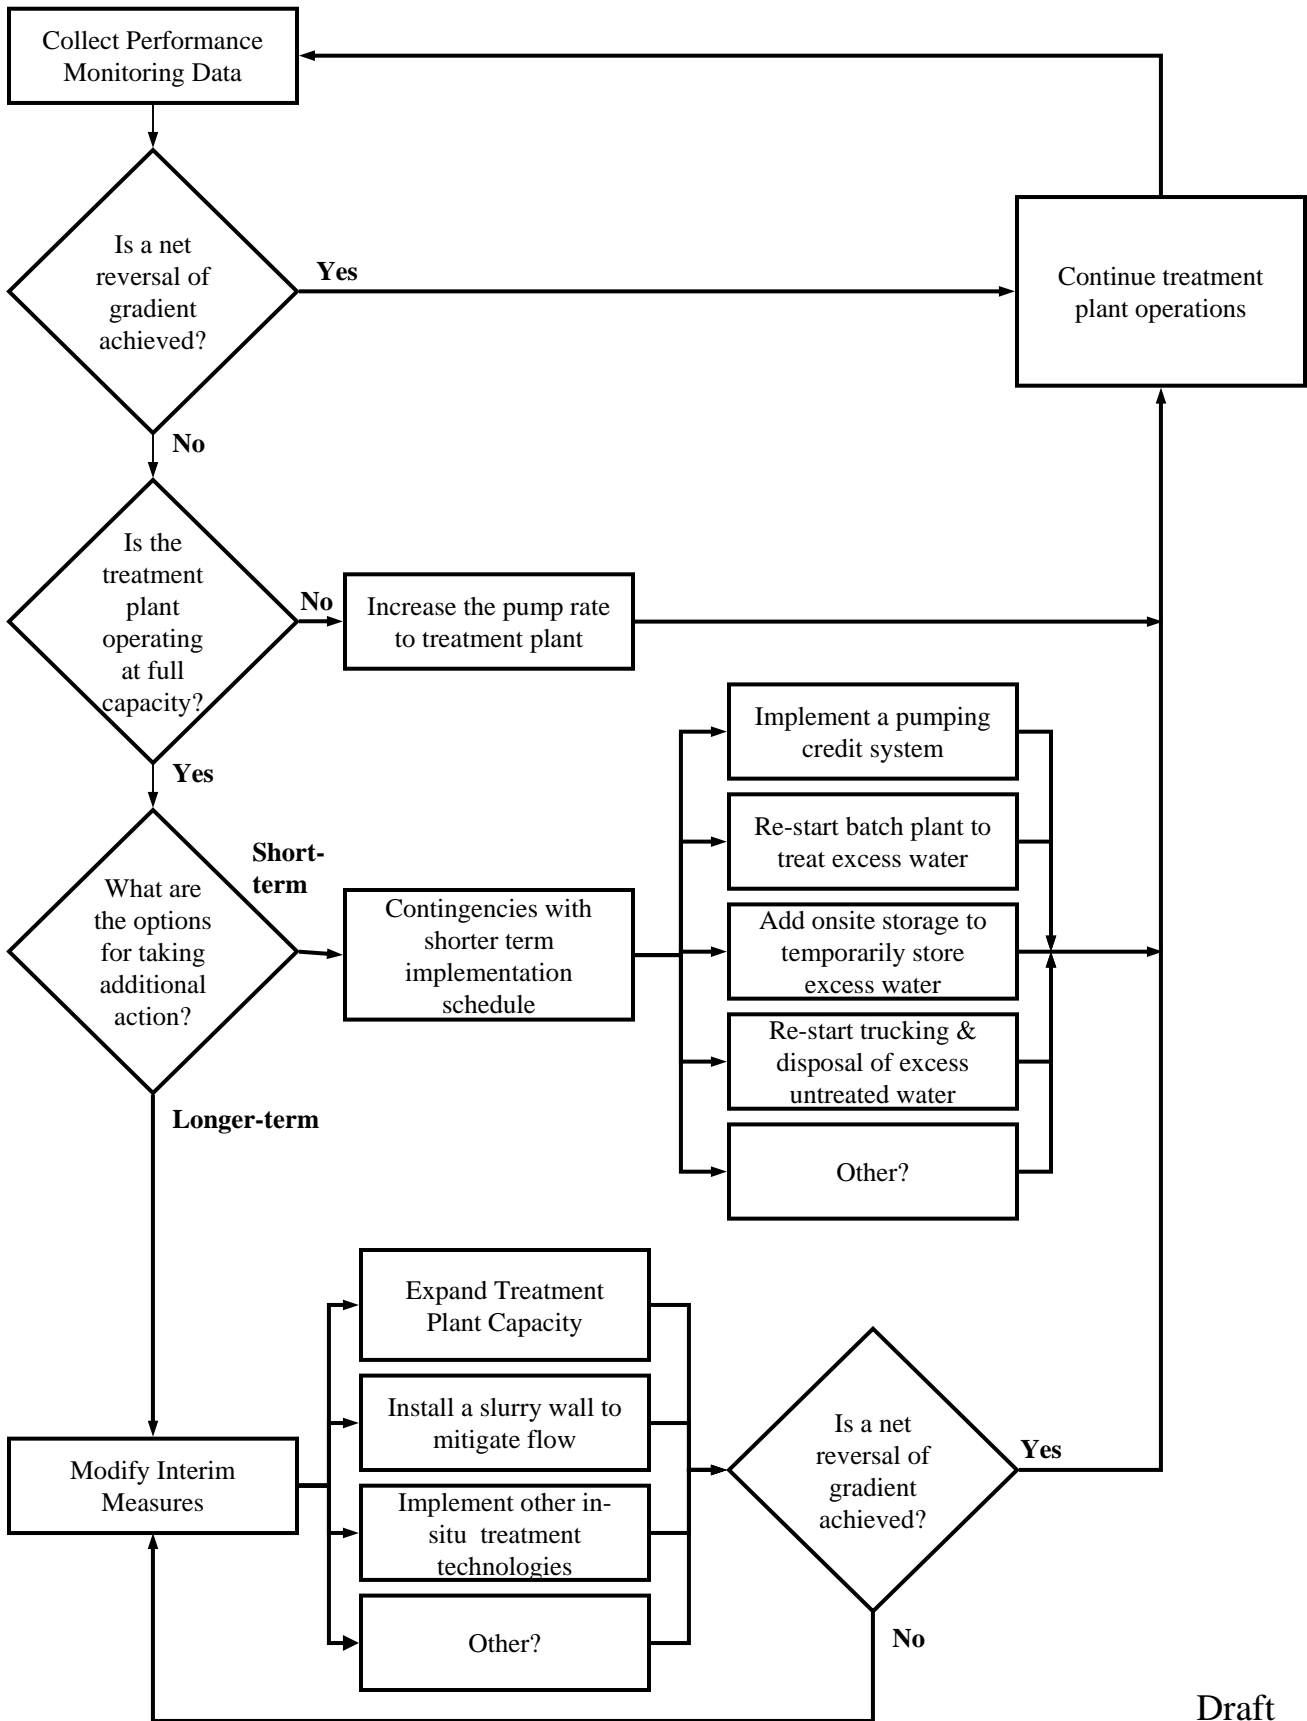 Collect Performance
Monitoring Data
Is a net
reversal of
gradient
achieved?
Yes
Continue treatment
plant operations
No
Is the
treatment
plant
operating
at full
capacity?
No
Increase the pump rate
to treatment plant
Yes
What are
the options
for taking
additional
action?
Short-
term
Contingencies with
shorter term
implementation
schedule
Implement a pumping
credit system
Re-start batch plant to
treat excess water
Add onsite storage to
temporarily store
excess water
Re-start trucking &
disposal of excess
untreated water
Other?
Longer-term
Modify Interim
Measures
Expand Treatment
Plant Capacity
Install a slurry wall to
mitigate flow
Implement other in-
situ treatment
technologies
Other?
Is a net
reversal of
gradient
achieved?
Yes
No
Draft